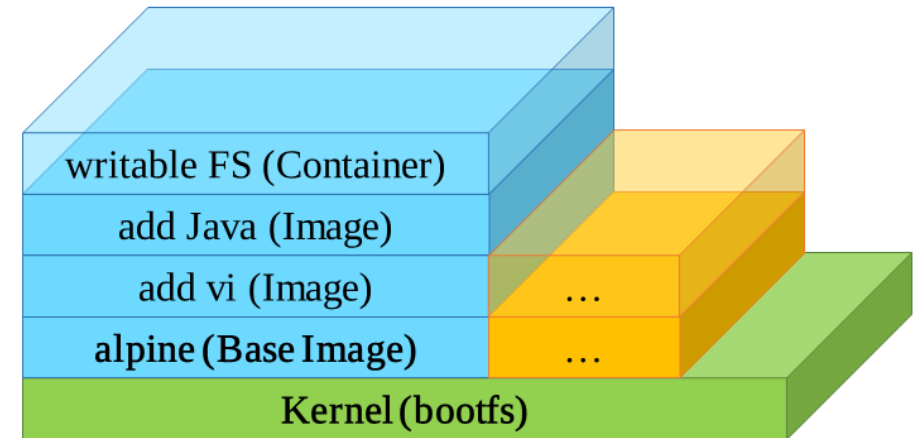 writable FS (Container)
add Java (Image)
add vi (Image)
…
alpine (Base Image)
…
Kernel (bootfs)